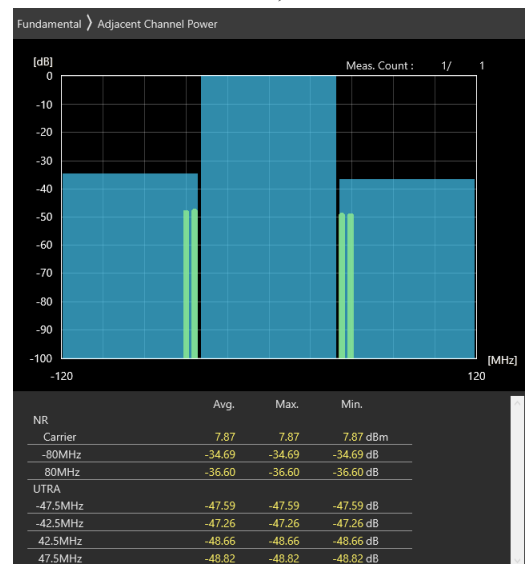 Fundamental 〉 Adjacent Channel Power
[dB]
Meas. Count : 1/ 1
0
-10
-20
-30
-40
-50
-60
-70
-80
-90
-100
[MHz]
-120 120
Avg. Max. Min.
NR
Carrier 7.87 7.87 7.87 dBm
-80MHz -34.69 -34.69 -34.69 dB
80MHz -36.60 -36.60 -36.60 dB
UTRA
-47.5MHz -47.59 -47.59 -47.59 dB
-42.5MHz -47.26 -47.26 -47.26 dB
42.5MHz -48.66 -48.66 -48.66 dB
47.5MHz -48.82 -48.82 -48.82 dB